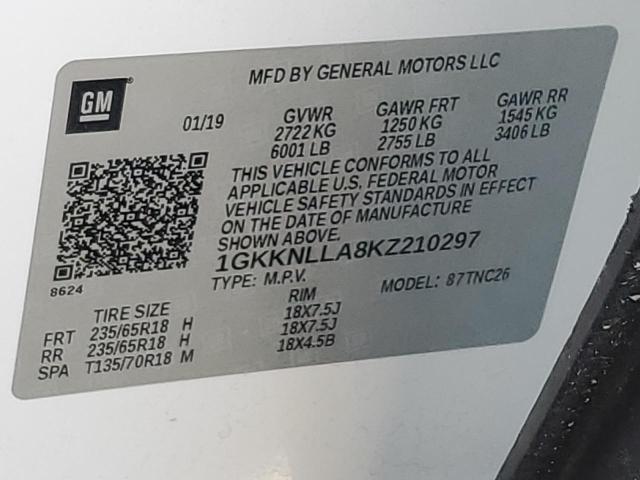 GM
MFD BY GENERAL MOTORS LLC
01/19 GVWR GAWR FRT GAWR RR
2722 KG 1250 KG 1545 KG
6001 LB 2755 LB 3406 LB
THIS VEHICLE CONFORMS TO ALL
APPLICABLE U.S. FEDERAL MOTOR
VEHICLE SAFETY STANDARDS IN EFFECT
ON THE DATE OF MANUFACTURE
SHOWN ABOVE.
1GKKNLLA8KZ210297
8624
TYPE: M.P.V. MODEL: 87TNC26
TIRE SIZE RIM
FRT 235/65R18 H 18X7.5J
RR 235/65R18 H 18X7.5J
SPA T135/70R18 M 18X4.5B